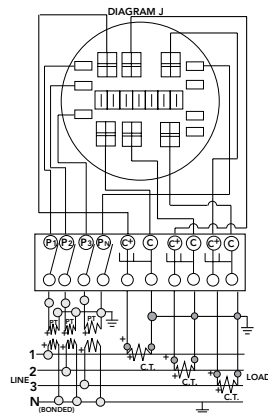 DIAGRAM J
P1 P2 P3 PN C+ C C+ C C+ C
PT PT PT
1
C.T.
2
LINE
C.T.
LOAD
3
C.T.
N
(BONDED)